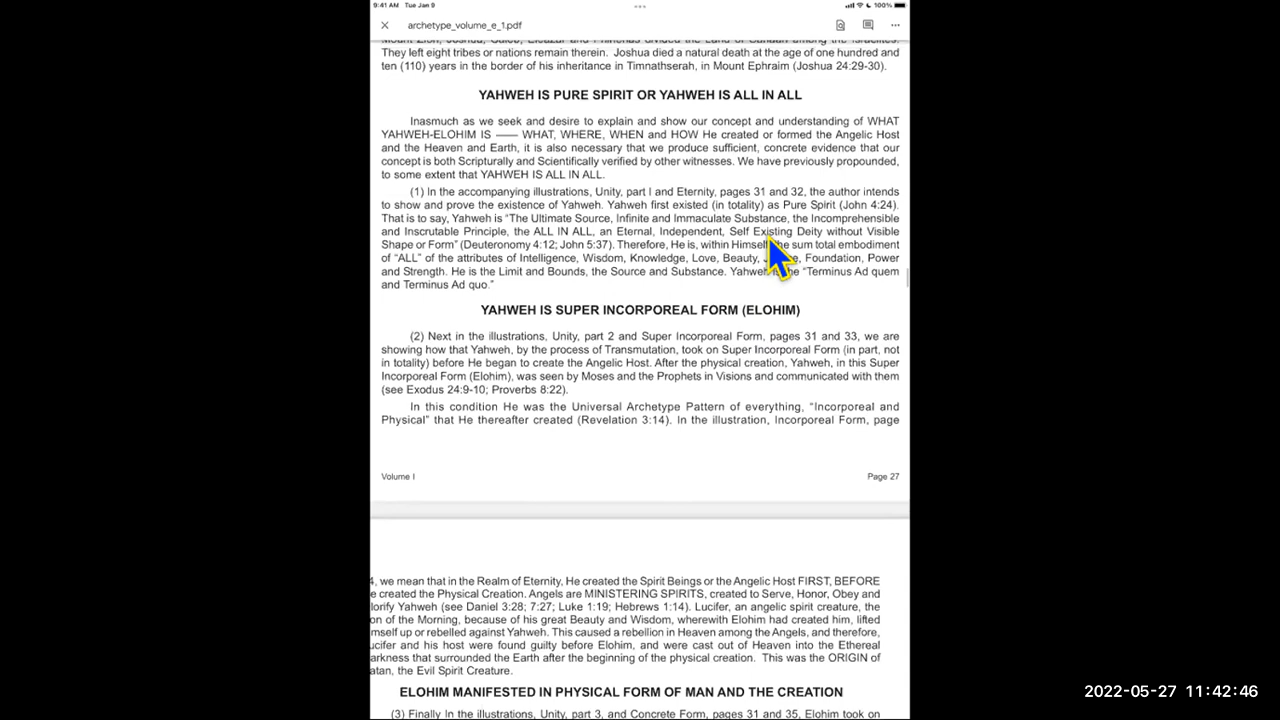 9:41 AM Tue Jan 9
100%
archetype_volume_e_1.pdf
Mount Zion, Joshua, Caleb, Eleazar and Phinehas divided the Land of Canaan among the Israelites.
They left eight tribes or nations remain therein. Joshua died a natural death at the age of one hundred and
ten (110) years in the border of his inheritance in Timnathserah, in Mount Ephraim (Joshua 24:29-30).
YAHWEH IS PURE SPIRIT OR YAHWEH IS ALL IN ALL
Inasmuch as we seek and desire to explain and show our concept and understanding of WHAT
YAHWEH-ELOHIM IS —— WHAT, WHERE, WHEN and HOW He created or formed the Angelic Host
and the Heaven and Earth, it is also necessary that we produce sufficient, concrete evidence that our
concept is both Scripturally and Scientifically verified by other witnesses. We have previously propounded,
to some extent that YAHWEH IS ALL IN ALL.
(1) In the accompanying illustrations, Unity, part I and Eternity, pages 31 and 32, the author intends
to show and prove the existence of Yahweh. Yahweh first existed (in totality) as Pure Spirit (John 4:24).
That is to say, Yahweh is “The Ultimate Source, Infinite and Immaculate Substance, the Incomprehensible
and Inscrutable Principle, the ALL IN ALL, an Eternal, Independent, Self Existing Deity without Visible
Shape or Form” (Deuteronomy 4:12; John 5:37). Therefore, He is, within Himself the sum total embodiment
of “ALL” of the attributes of Intelligence, Wisdom, Knowledge, Love, Beauty, Foundation, Power
and Strength. He is the Limit and Bounds, the Source and Substance. Yahweh is the “Terminus Ad quem
and Terminus Ad quo.”
YAHWEH IS SUPER INCORPOREAL FORM (ELOHIM)
(2) Next in the illustrations, Unity, part 2 and Super Incorporeal Form, pages 31 and 33, we are
showing how that Yahweh, by the process of Transmutation, took on Super Incorporeal Form (in part, not
in totality) before He began to create the Angelic Host. After the physical creation, Yahweh, in this Super
Incorporeal Form (Elohim), was seen by Moses and the Prophets in Visions and communicated with them
(see Exodus 24:9-10; Proverbs 8:22).
In this condition He was the Universal Archetype Pattern of everything, “Incorporeal and
Physical” that He thereafter created (Revelation 3:14). In the illustration, Incorporeal Form, page
Volume I
Page 27
4, we mean that in the Realm of Eternity, He created the Spirit Beings or the Angelic Host FIRST, BEFORE
e created the Physical Creation. Angels are MINISTERING SPIRITS, created to Serve, Honor, Obey and
lorify Yahweh (see Daniel 3:28; 7:27; Luke 1:19; Hebrews 1:14). Lucifer, an angelic spirit creature, the
on of the Morning, because of his great Beauty and Wisdom, wherewith Elohim had created him, lifted
mself up or rebelled against Yahweh. This caused a rebellion in Heaven among the Angels, and therefore,
ucifer and his host were found guilty before Elohim, and were cast out of Heaven into the Ethereal
arkness that surrounded the Earth after the beginning of the physical creation. This was the ORIGIN of
atan, the Evil Spirit Creature.
ELOHIM MANIFESTED IN PHYSICAL FORM OF MAN AND THE CREATION
(3) Finally In the illustrations, Unity, part 3, and Concrete Form, pages 31 and 35, Elohim took on
2022-05-27 11:42:46